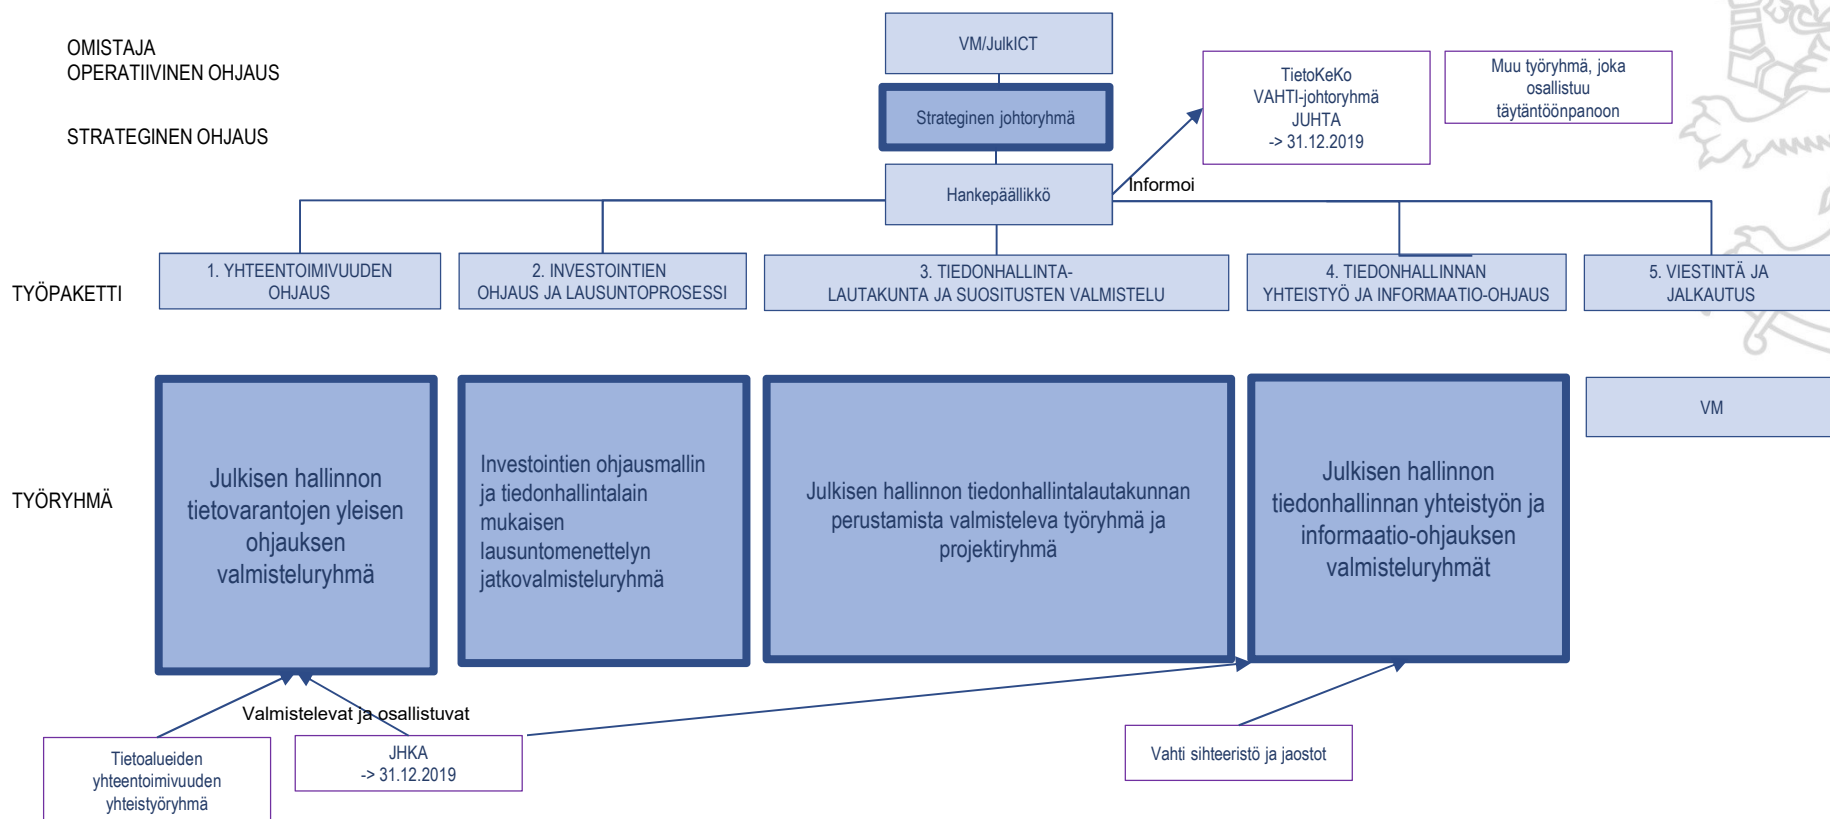 OMISTAJA
OPERATIIVINEN OHJAUS
STRATEGINEN OHJAUS
VM/JulkICT
Strateginen johtoryhmä
Hankepäällikkö
Informoi
TietoKeKo
VAHTI-johtoryhmä
JUHTA
-> 31.12.2019
Muu työryhmä, joka
osallistuu
täytäntöönpanoon
TYÖPAKETTI
1. YHTEENTOIMIVUUDEN
OHJAUS
2. INVESTOINTIEN
OHJAUS JA LAUSUNTOPROSESSI
3. TIEDONHALLINTA-
LAUTAKUNTA JA SUOSITUSTEN VALMISTELU
4. TIEDONHALLINNAN
YHTEISTYÖ JA INFORMAATIO-OHJAUS
5. VIESTINTÄ JA
JALKAUTUS
TYÖRYHMÄ
Julkisen hallinnon
tietovarantojen yleisen
ohjauksen
valmisteluryhmä
Investointien ohjausmallin
ja tiedonhallintalain
mukaisen
lausuntomenettelyn
jatkovalmisteluryhmä
Julkisen hallinnon tiedonhallintalautakunnan
perustamista valmisteleva työryhmä ja
projektiryhmä
Julkisen hallinnon
tiedonhallinnan yhteistyön ja
informaatio-ohjauksen
valmisteluryhmät
VM
Valmistelevat ja osallistuvat
Tietoalueiden
yhteentoimivuuden
yhteistyöryhmä
JHKA
-> 31.12.2019
Vahti sihteeristö ja jaostot